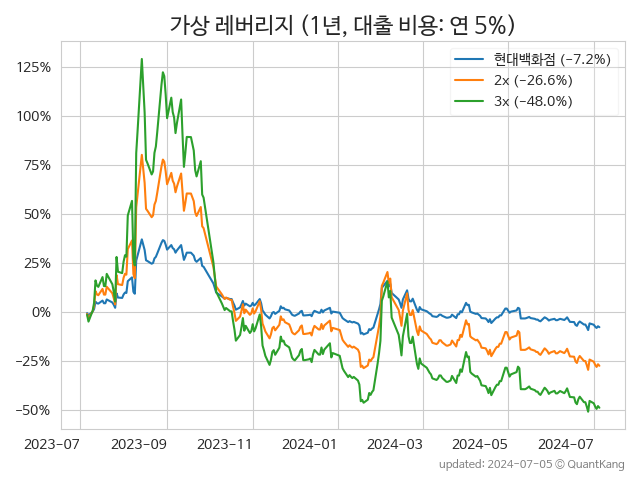 가상 레버리지 (1년, 대출 비용: 연 5%)
현대백화점 (−7.2%)
2x (−26.6%)
3x (−48.0%)
125%
100%
75%
50%
25%
0%
−25%
−50%
2023-07 2023-09 2023-11 2024-01 2024-03 2024-05 2024-07
updated: 2024-07-05 © QuantKang